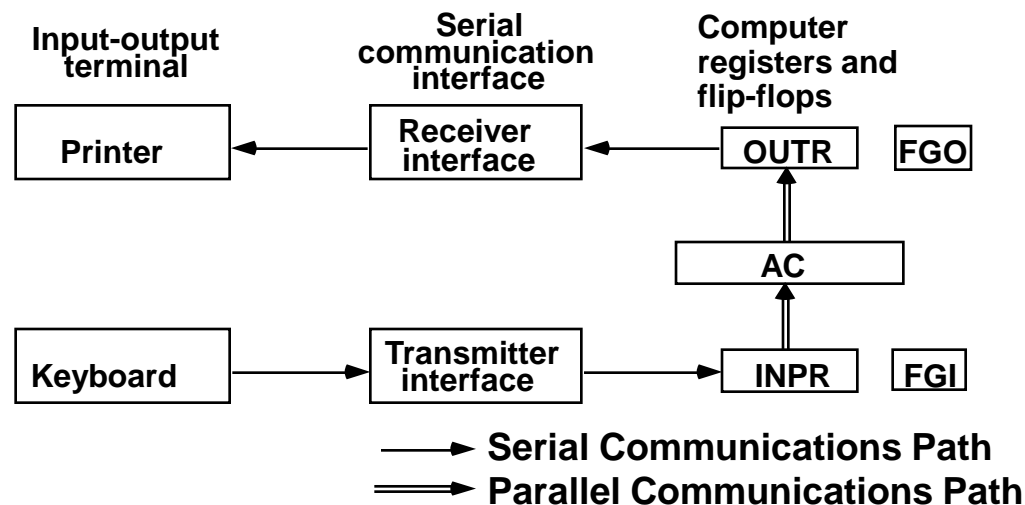 Input-output
terminal
Serial
communication
interface
Computer
registers and
flip-flops
Printer
Receiver
interface
OUTR
FGO
AC
Keyboard
Transmitter
interface
INPR
FGI
Serial Communications Path
Parallel Communications Path